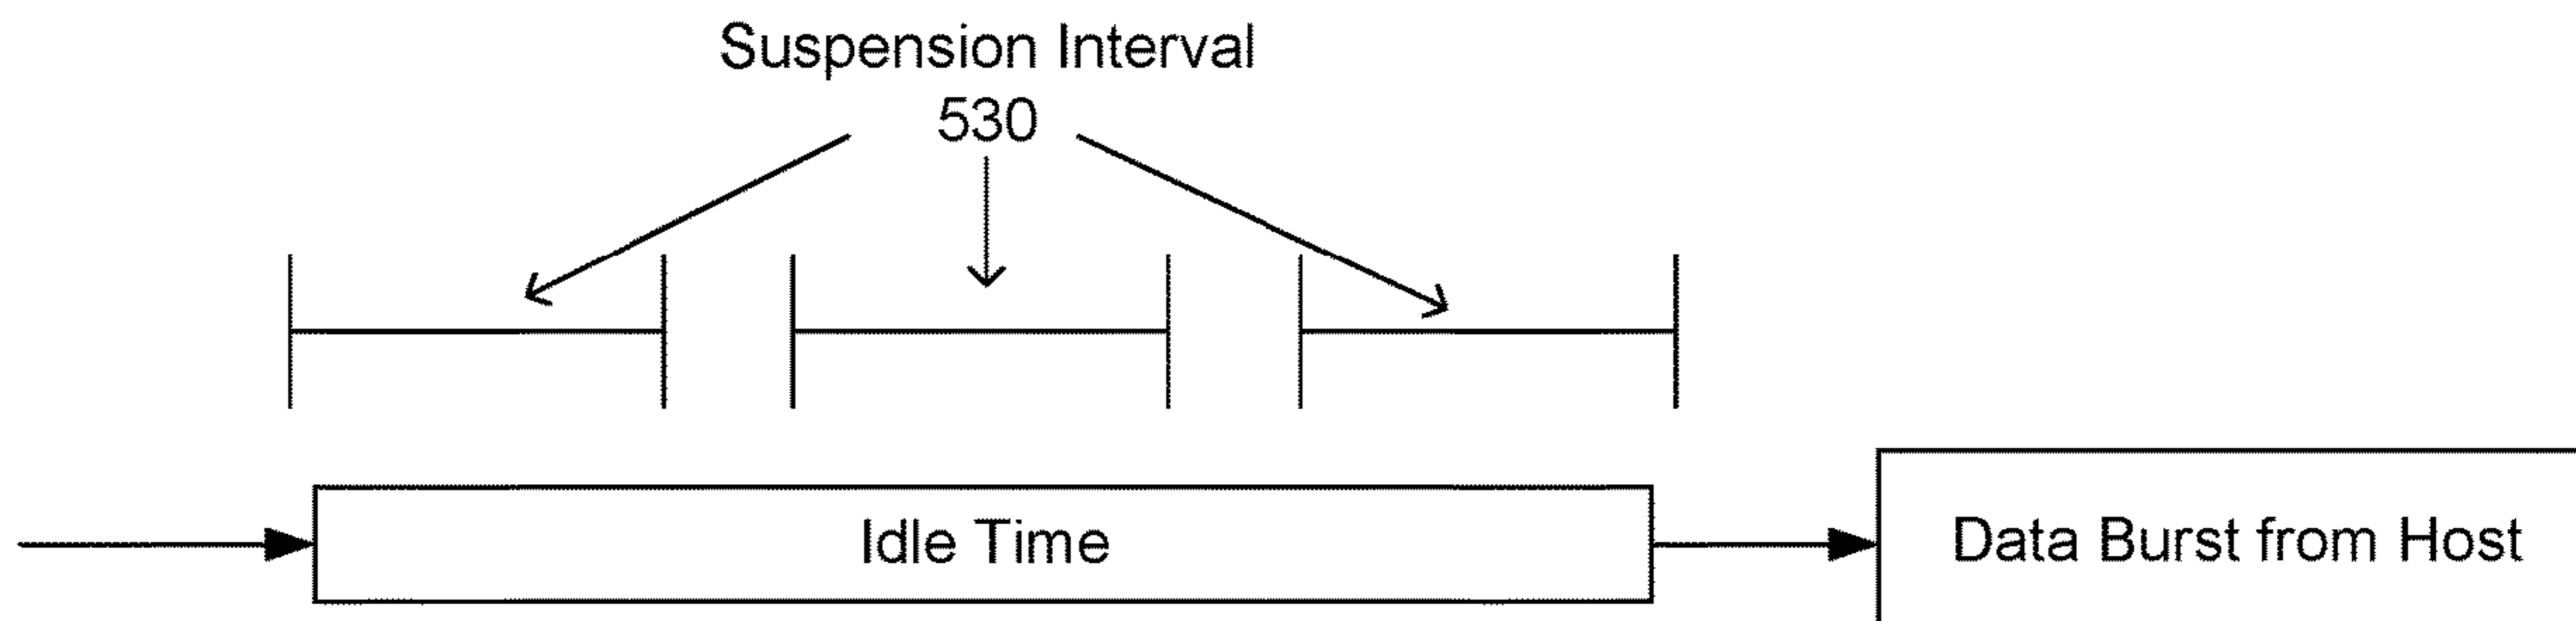 Suspension Interval
530
Idle Time
Data Burst from Host